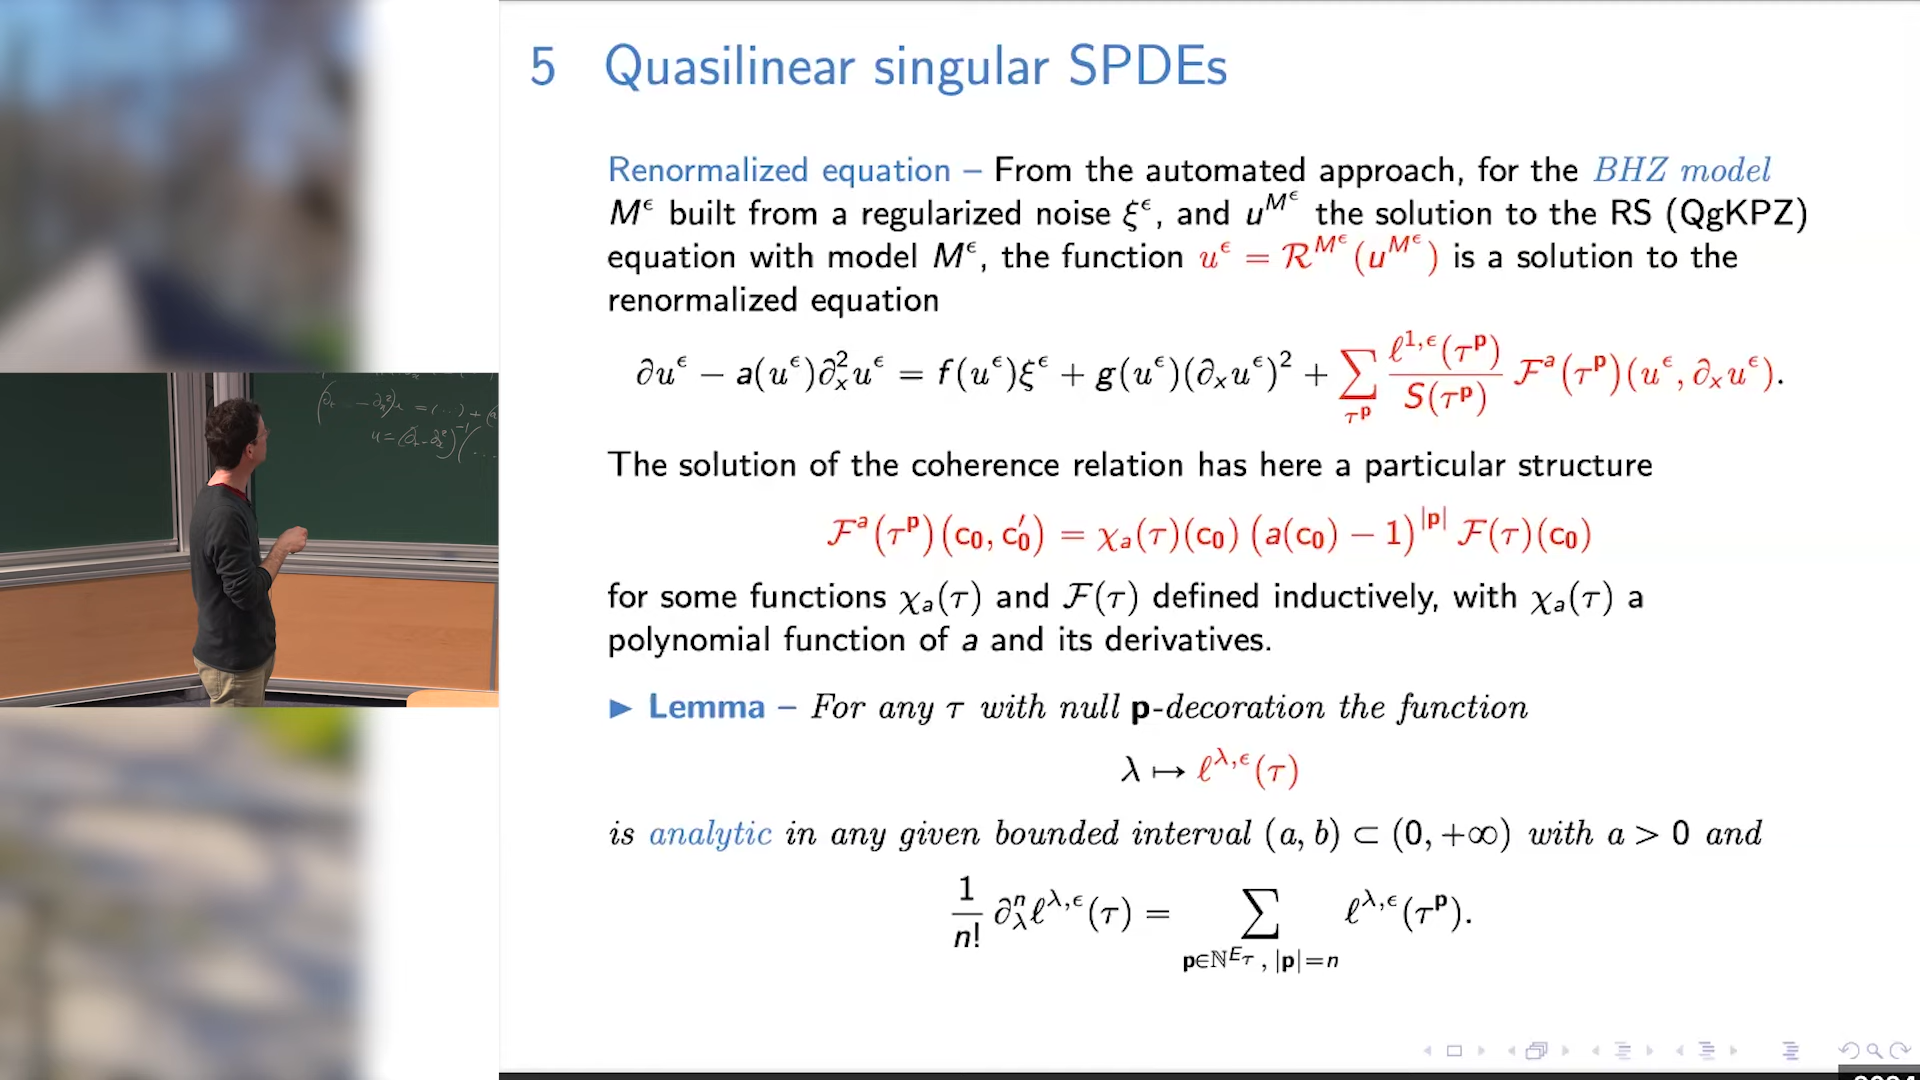 5 Quasilinear singular SPDEs
Renormalized equation – From the automated approach, for the BHZ model
M^ε built from a regularized noise ξ^ε, and u^{M^ε} the solution to the RS (QgKPZ)
equation with model M^ε, the function u^ε = ℛ^{M^ε}(u^{M^ε}) is a solution to the
renormalized equation
∂u^ε − a(u^ε)∂_x^2 u^ε = f(u^ε)ξ^ε + g(u^ε)(∂_x u^ε)^2 + ∑_{τ^p} ℓ^{1,ε}(τ^p)/S(τ^p) ℱ^a(τ^p)(u^ε, ∂_x u^ε).
The solution of the coherence relation has here a particular structure
ℱ^a(τ^p)(c_0, c_0′) = χ_a(τ)(c_0) (a(c_0) − 1)^{|p|} ℱ(τ)(c_0)
for some functions χ_a(τ) and ℱ(τ) defined inductively, with χ_a(τ) a
polynomial function of a and its derivatives.
▶ Lemma – For any τ with null p-decoration the function
λ ↦ ℓ^{λ,ε}(τ)
is analytic in any given bounded interval (a, b) ⊂ (0, +∞) with a > 0 and
1/n! ∂_λ^n ℓ^{λ,ε}(τ) = ∑_{p∈ℕ^{E_τ}, |p|=n} ℓ^{λ,ε}(τ^p).